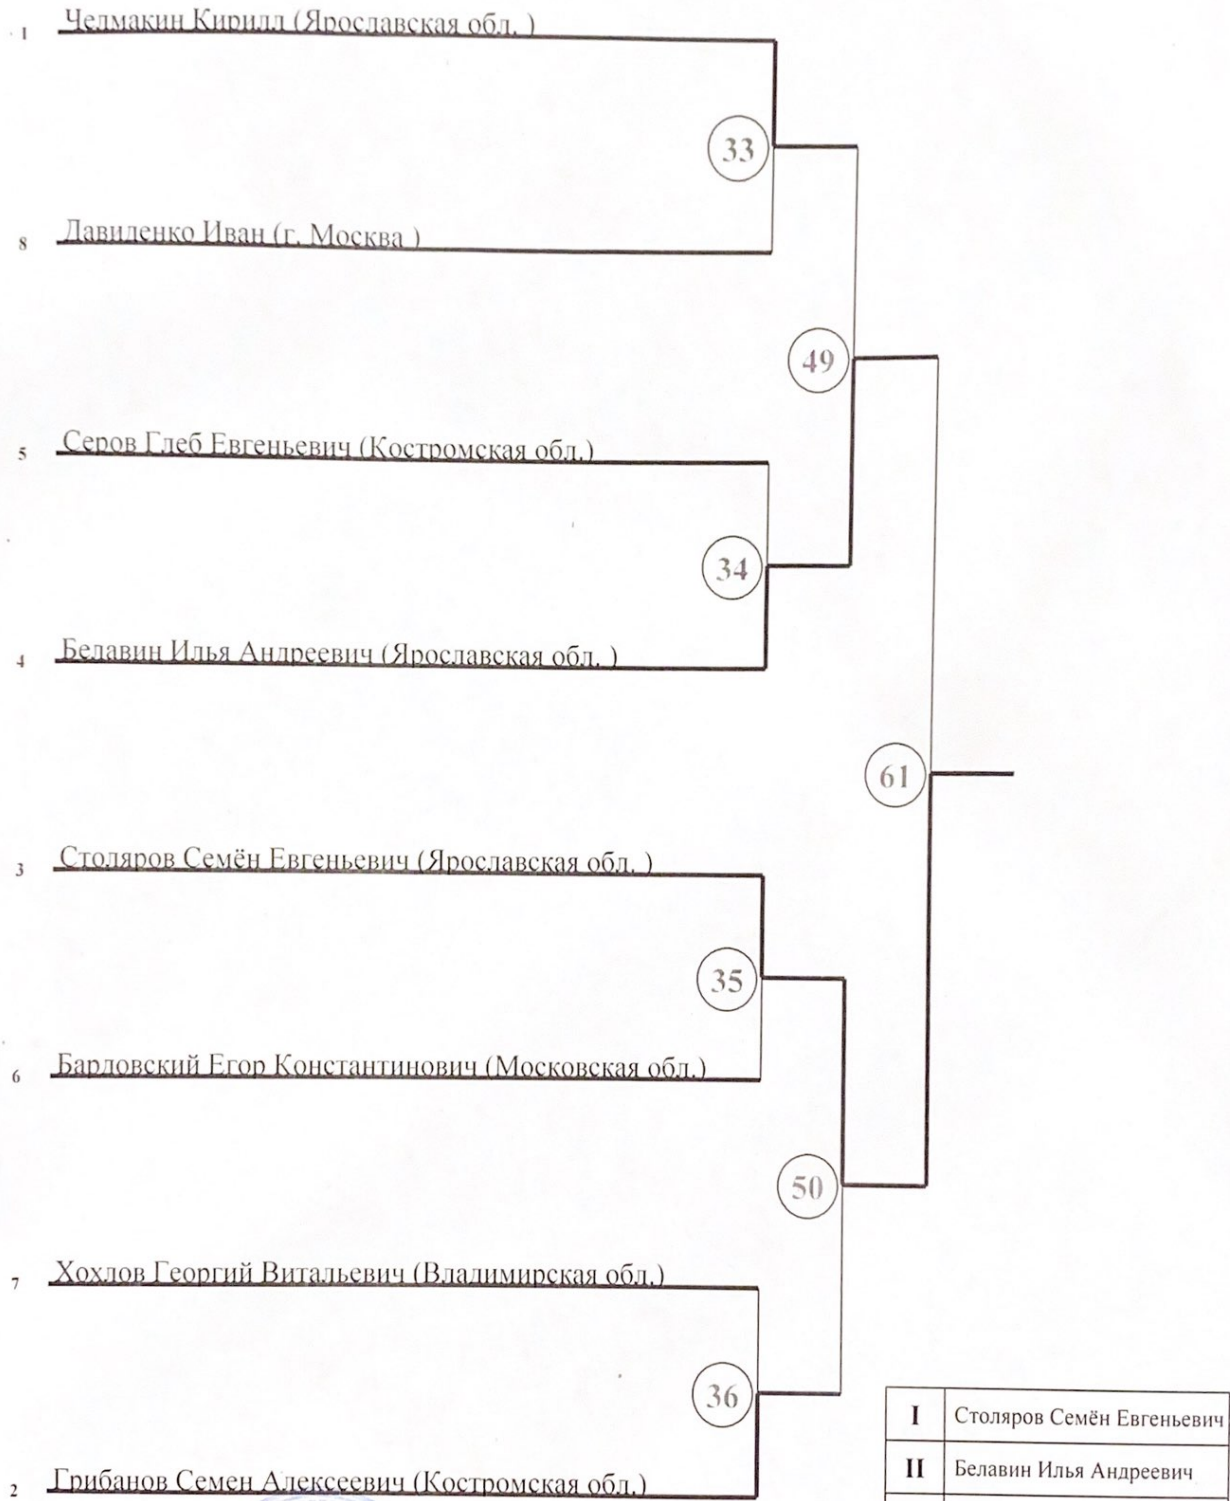 1 Челмакин Кирилл (Ярославская обл. )
33
8 Давиденко Иван (г. Москва )
49
5 Серов Глеб Евгеньевич (Костромская обл.)
34
4 Белавин Илья Андреевич (Ярославская обл. )
61
3 Столяров Семён Евгеньевич (Ярославская обл. )
35
6 Бардовский Егор Константинович (Московская обл.)
50
7 Хохлов Георгий Витальевич (Владимирская обл.)
36
I Столяров Семён Евгеньевич
II Белавин Илья Андреевич
2 Грибанов Семен Алексеевич (Костромская обл.)